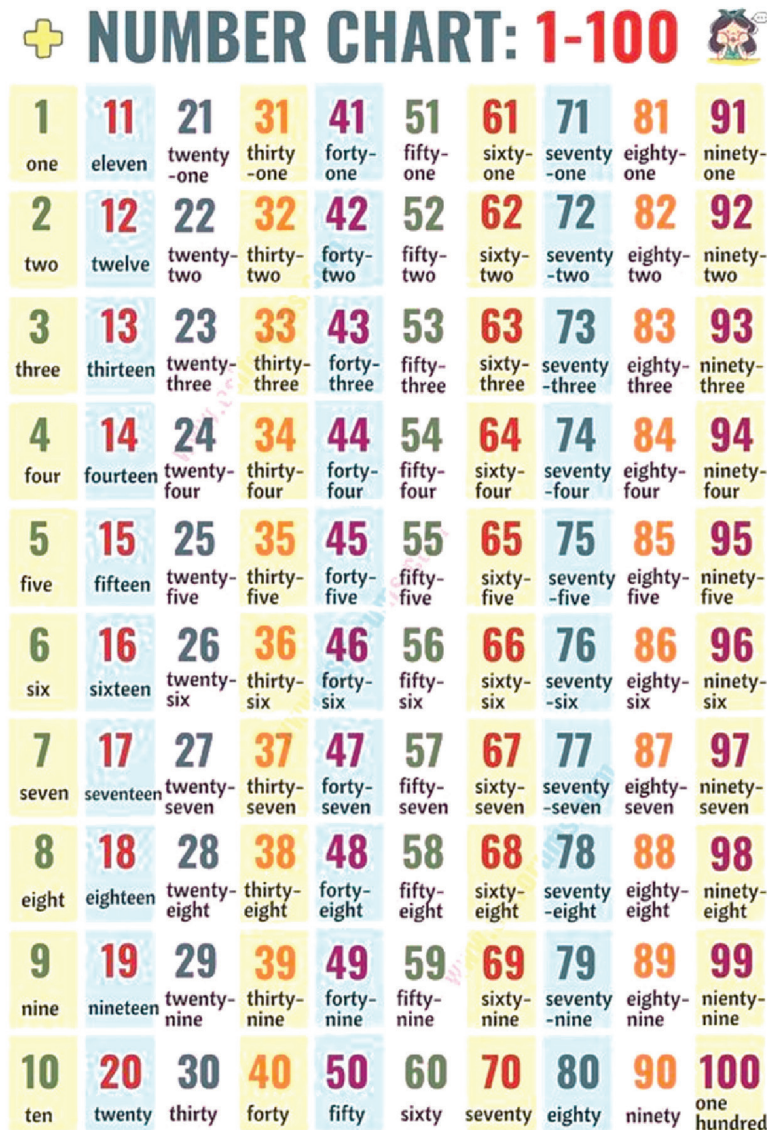 NUMBER CHART: 1-100
1 11 21 31 41 51 61 71 81 91
one eleven twenty-one thirty-one forty-one fifty-one sixty-one seventy-one eighty-one ninety-one
2 12 22 32 42 52 62 72 82 92
two twelve twenty-two thirty-two forty-two fifty-two sixty-two seventy-two eighty-two ninety-two
3 13 23 33 43 53 63 73 83 93
three thirteen twenty-three thirty-three forty-three fifty-three sixty-three seventy-three eighty-three ninety-three
4 14 24 34 44 54 64 74 84 94
four fourteen twenty-four thirty-four forty-four fifty-four sixty-four seventy-four eighty-four ninety-four
5 15 25 35 45 55 65 75 85 95
five fifteen twenty-five thirty-five forty-five fifty-five sixty-five seventy-five eighty-five ninety-five
6 16 26 36 46 56 66 76 86 96
six sixteen twenty-six thirty-six forty-six fifty-six sixty-six seventy-six eighty-six ninety-six
7 17 27 37 47 57 67 77 87 97
seven seventeen twenty-seven thirty-seven forty-seven fifty-seven sixty-seven seventy-seven eighty-seven ninety-seven
8 18 28 38 48 58 68 78 88 98
eight eighteen twenty-eight thirty-eight forty-eight fifty-eight sixty-eight seventy-eight eighty-eight ninety-eight
9 19 29 39 49 59 69 79 89 99
nine nineteen twenty-nine thirty-nine forty-nine fifty-nine sixty-nine seventy-nine eighty-nine nienty-nine
10 20 30 40 50 60 70 80 90 100
ten twenty thirty forty fifty sixty seventy eighty ninety one hundred